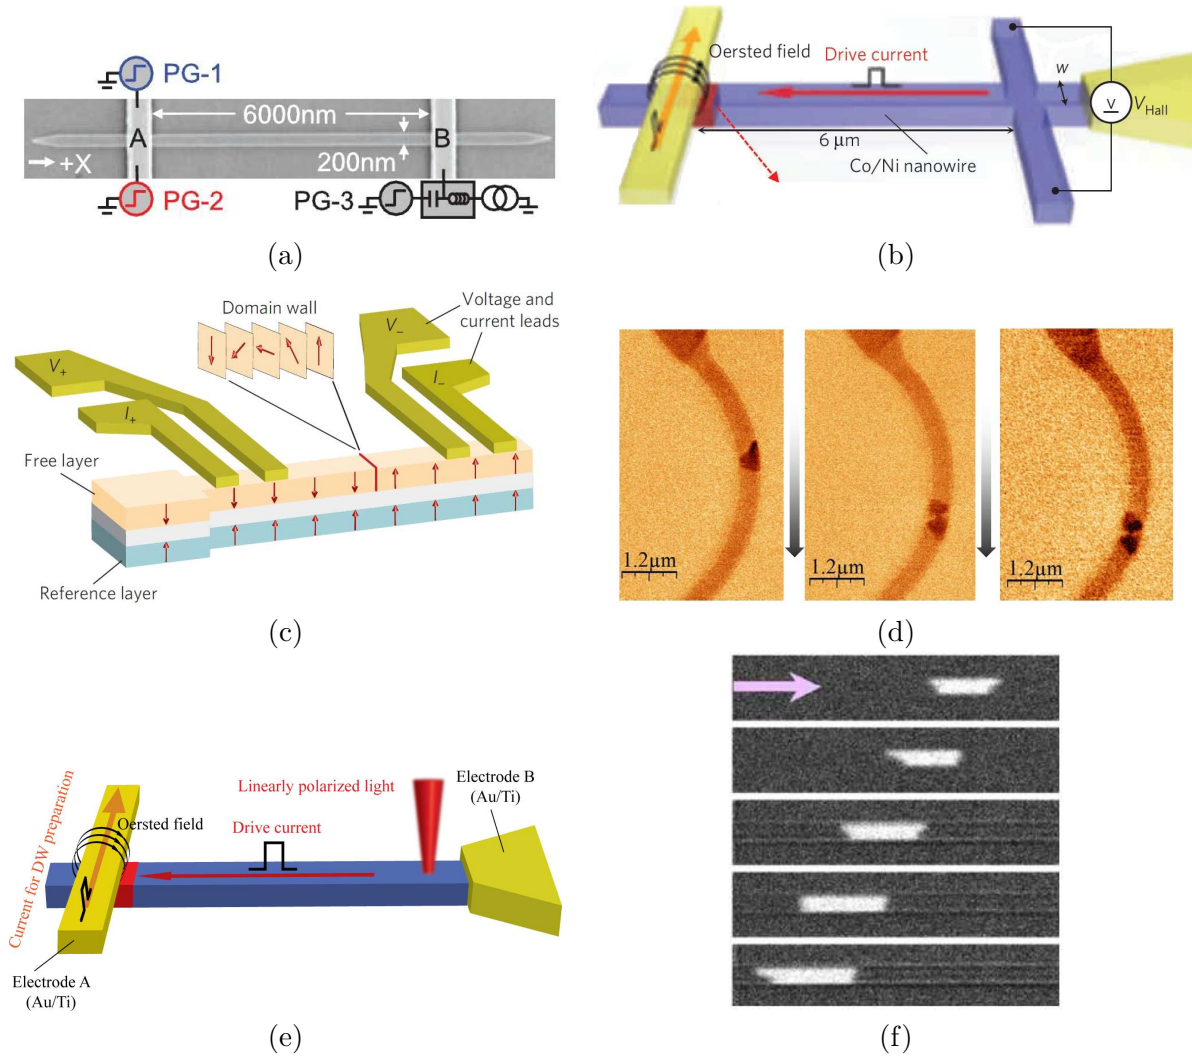 PG-1
6000nm
A
B
+X
200nm
PG-2
PG-3
(a)
Oersted field
Drive current
w
V
V_Hall
6 μm
Co/Ni nanowire
(b)
Domain wall
Voltage and
current leads
V₊
V₋
I₊
I₋
Free layer
Reference layer
(c)
1.2μm
1.2μm
1.2μm
(d)
Current for DW preparation
Oersted field
Linearly polarized light
Drive current
Electrode B
(Au/Ti)
Electrode A
(Au/Ti)
(e)
(f)